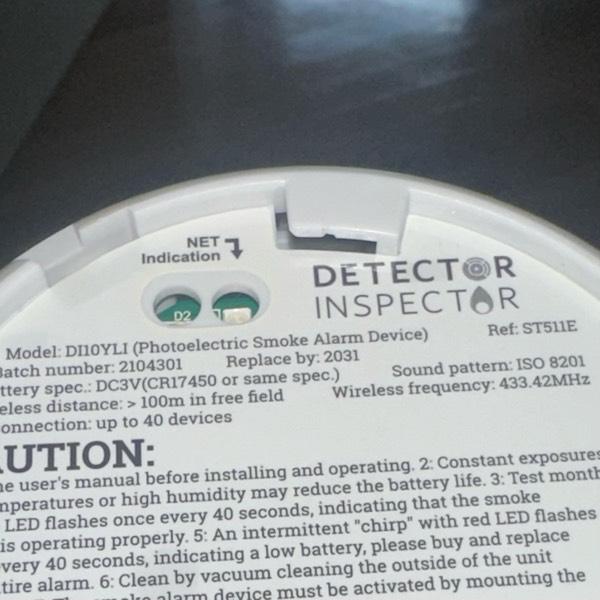 NET
Indication
DETECTOR
INSPECTOR
D2
Model: DI10YLI (Photoelectric Smoke Alarm Device)
Ref: ST511E
Batch number: 2104301
Replace by: 2031
Sound pattern: ISO 8201
ttery spec.: DC3V(CR17450 or same spec.)
Wireless frequency: 433.42MHz
eless distance: > 100m in free field
onnection: up to 40 devices
AUTION:
he user's manual before installing and operating. 2: Constant exposures
mperatures or high humidity may reduce the battery life. 3: Test month
LED flashes once every 40 seconds, indicating that the smoke
is operating properly. 5: An intermittent "chirp" with red LED flashes
very 40 seconds, indicating a low battery, please buy and replace
tire alarm. 6: Clean by vacuum cleaning the outside of the unit
smoke alarm device must be activated by mounting the